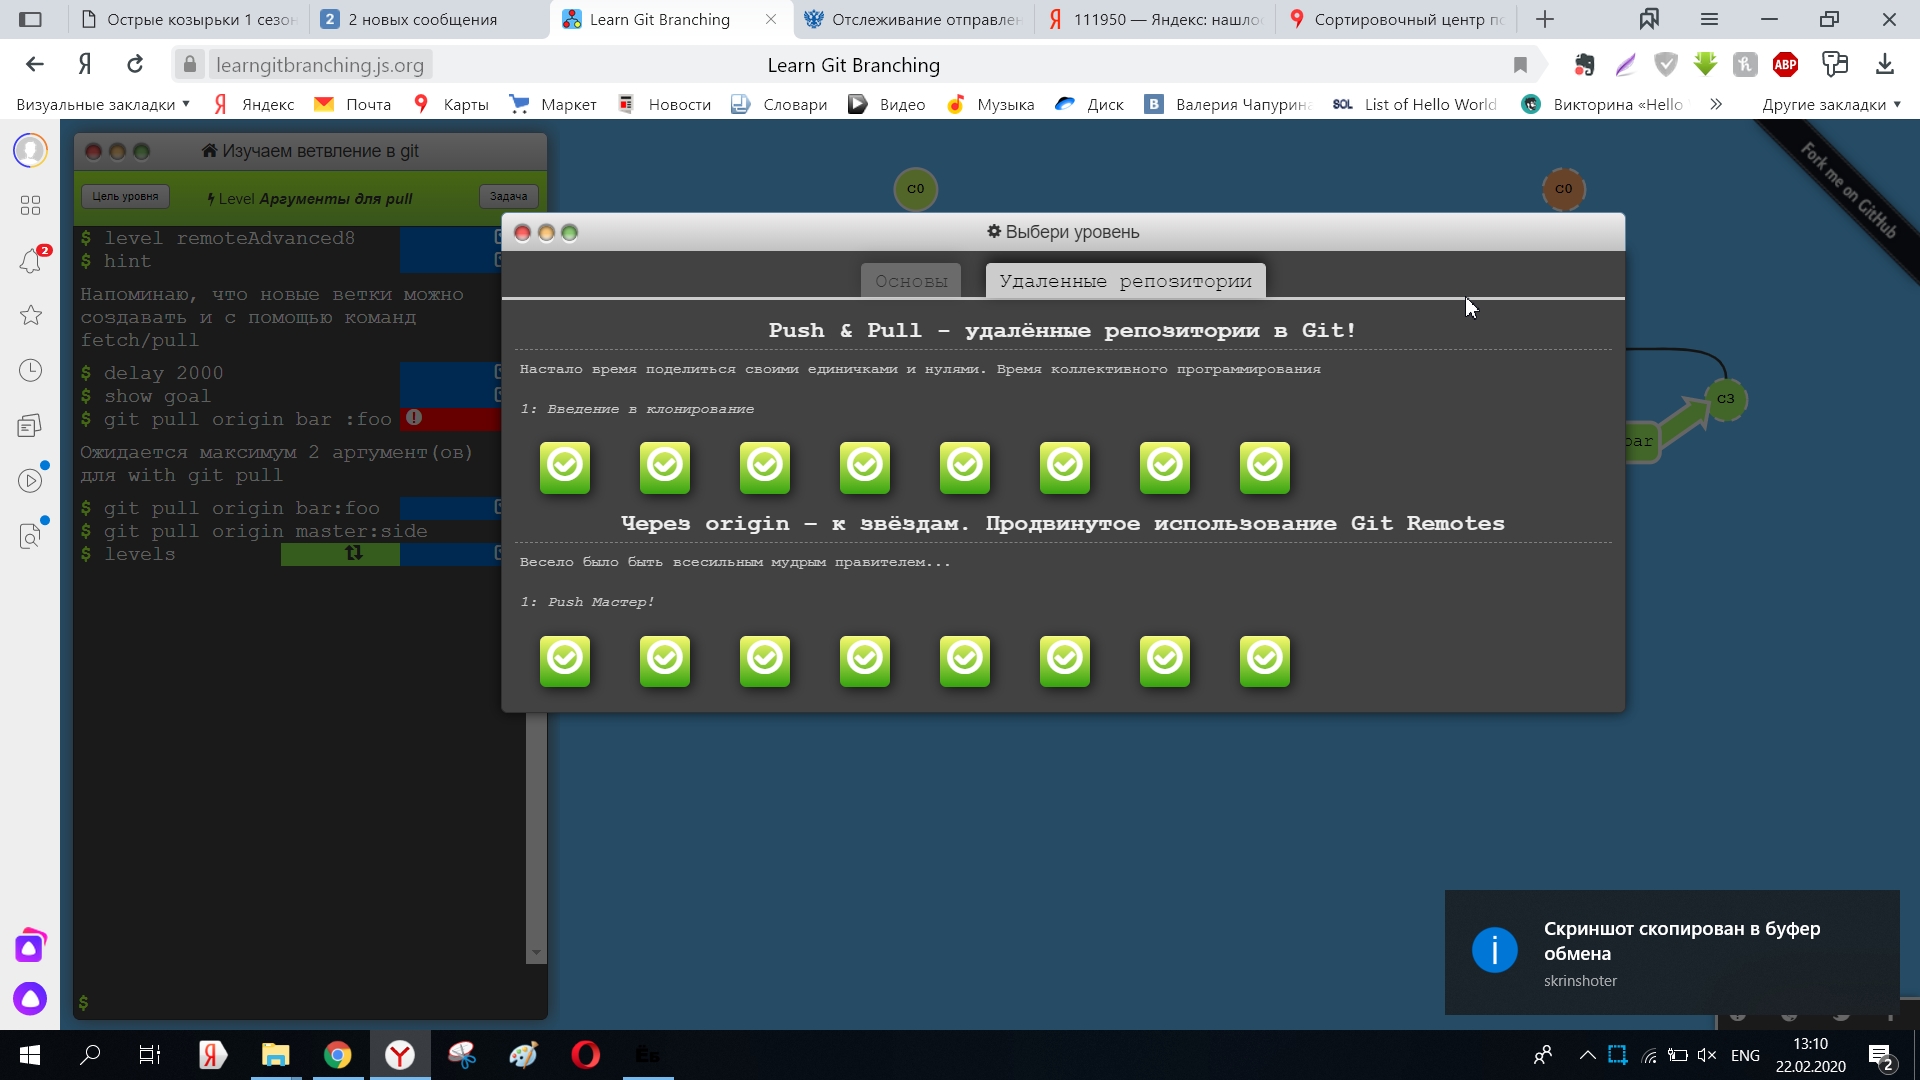 Острые козырьки 1 сезон
2 2 новых сообщения
Learn Git Branching
Отслеживание отправлен
111950 — Яндекс: нашлос
Сортировочный центр по
learngitbranching.js.org
Learn Git Branching
ABP
Визуальные закладки
Яндекс
Почта
Карты
Маркет
Новости
Словари
Видео
Музыка
Диск
Валерия Чапурина
SOL List of Hello World
Викторина «Hello
Другие закладки
2
Изучаем ветвление в git
Цель уровня
Level Аргументы для pull
Задача
$ level remoteAdvanced8
$ hint
Напоминаю, что новые ветки можно
создавать и с помощью команд
fetch/pull
$ delay 2000
$ show goal
$ git pull origin bar :foo
Ожидается максимум 2 аргумент(ов)
для with git pull
$ git pull origin bar:foo
$ git pull origin master:side
$ levels
$
c0
c0
c3
bar
Fork me on GitHub
Выбери уровень
Основы
Удаленные репозитории
Push & Pull - удалённые репозитории в Git!
Настало время поделиться своими единичками и нулями. Время коллективного программирования
1: Введение в клонирование
Через origin – к звёздам. Продвинутое использование Git Remotes
Весело было быть всесильным мудрым правителем...
1: Push Мастер!
Скриншот скопирован в буфер
обмена
skrinshoter
Ёб
ENG
13:10
22.02.2020
2